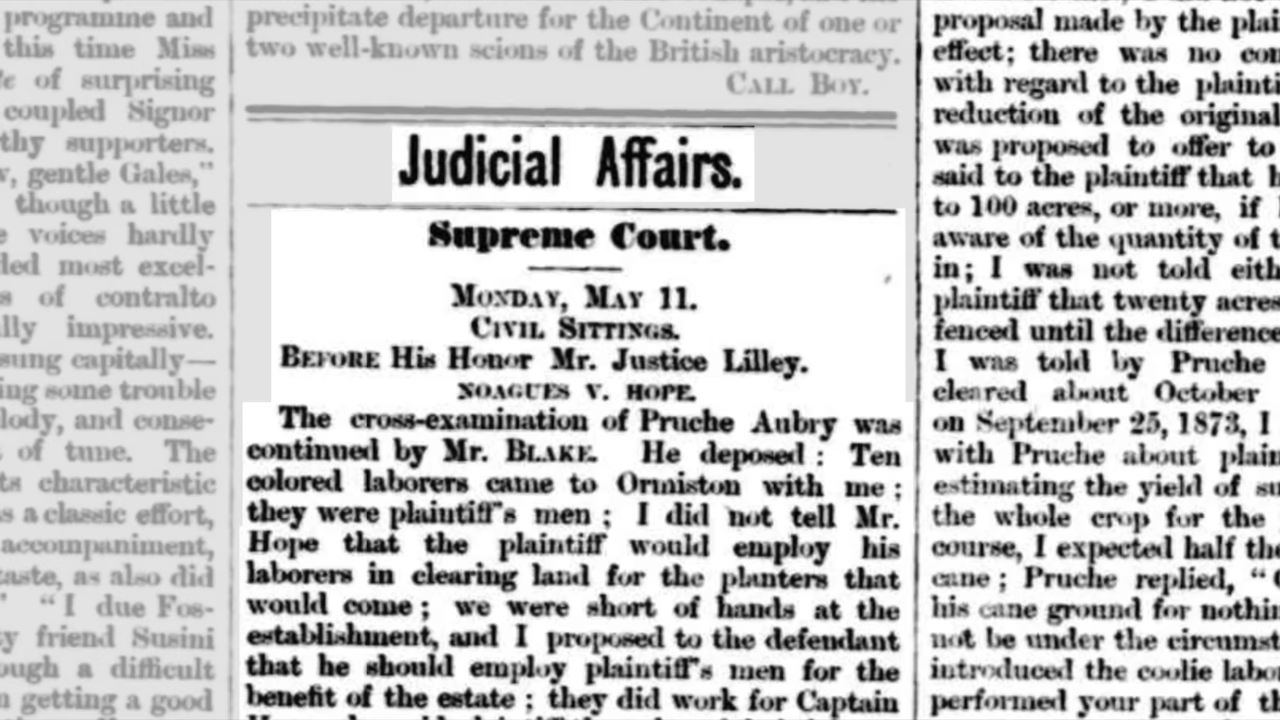 programme and
this time Miss
of surprising
coupled Signor
thy supporters.
gentle Gales,"
though a little
voices hardly
led most excel-
s of contralto
lly impressive.
sung capitally—
ing some trouble
lody, and conse-
of tune. The
ts characteristic
s a classic effort,
accompaniment,
taste, as also did
" "I due Fos-
y friend Susini
ough a difficult
n getting a good
precipitate departure for the Continent of one or
two well-known scions of the British aristocracy.
CALL BOY.
Judicial Affairs.
Supreme Court.
MONDAY, MAY 11.
CIVIL SITTINGS.
BEFORE His Honor Mr. Justice Lilley.
NOAGUES V. HOPE.
The cross-examination of Pruche Aubry was
continued by Mr. BLAKE. He deposed : Ten
colored laborers came to Ormiston with me ;
they were plaintiff's men ; I did not tell Mr.
Hope that the plaintiff would employ his
laborers in clearing land for the planters that
would come ; we were short of hands at the
establishment, and I proposed to the defendant
that he should employ plaintiff's men for the
benefit of the estate ; they did work for Captain
proposal made by the plai
effect; there was no con
with regard to the plainti
reduction of the original
was proposed to offer to
said to the plaintiff that h
to 100 acres, or more, if
aware of the quantity of t
in; I was not told eith
plaintiff that twenty acres
fenced until the difference
I was told by Pruche
cleared about October
on September 25, 1873, I
with Pruche about plain
estimating the yield of su
the whole crop for the
course, I expected half the
cane ; Pruche replied, "
his cane ground for nothin
not be under the circumst
introduced the coolie labo
performed your part of th